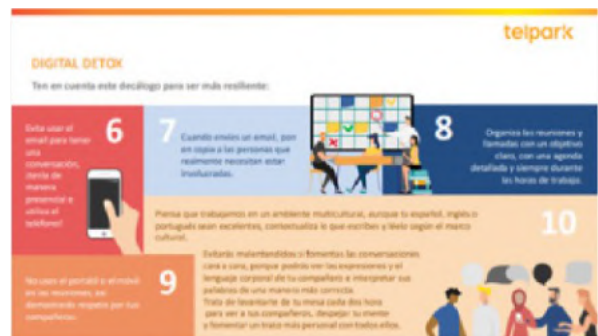 telpark
DIGITAL DETOX
Ten en cuenta este decálogo para ser más resiliente:
6
Evita usar el
email para tener
una
conversación,
tenla de
manera
presencial o
utiliza el
teléfono!
7
Cuando envíes un email, pon
en copia a las personas que
realmente necesitan estar
involucradas.
8
Organiza las reuniones y
llamadas con un objetivo
claro, con una agenda
detallada y siempre durante
las horas de trabajo.
9
No uses el portátil o el móvil
en las reuniones, así
demostrarás respeto por tus
compañeros.
10
Piensa que trabajamos en un ambiente multicultural, aunque tu español, inglés o
portugués sean excelentes, contextualiza lo que escribes y léelo según el marco
cultural.
Evitarás malentendidos si fomentas las conversaciones
cara a cara, porque podrás ver las expresiones y el
lenguaje corporal de tu compañero e interpretar sus
palabras de una manera más correcta.
Trata de levantarte de tu mesa cada dos hora
para ver a tus compañeros, despejar tu mente
y fomentar un trato más personal con todos ellos.